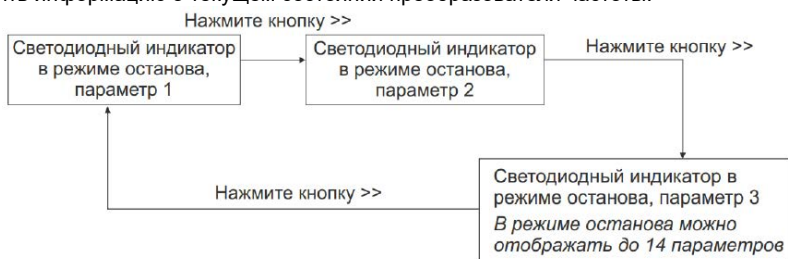 информацию о текущем состоянии преобразователя частоты.
Нажмите кнопку >>
Светодиодный индикатор
в режиме останова,
параметр 1
Светодиодный индикатор
в режиме останова,
параметр 2
Нажмите кнопку >>
Светодиодный индикатор в
режиме останова, параметр 3
В режиме останова можно
отображать до 14 параметров
Нажмите кнопку >>